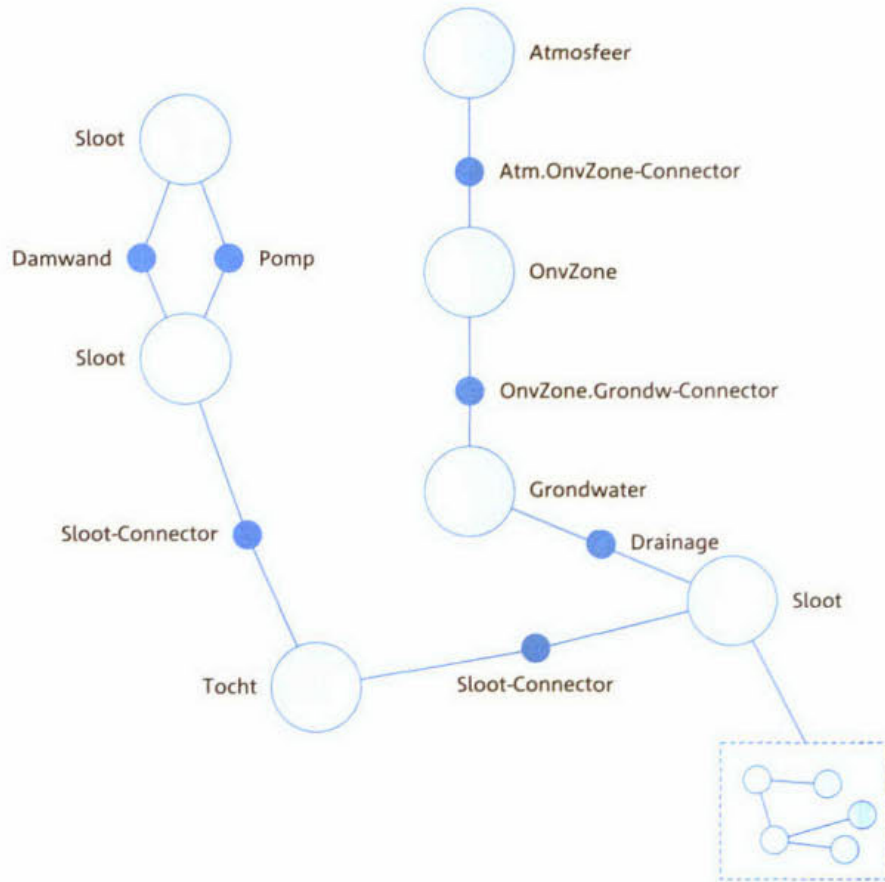 Atmosfeer
Sloot
Atm.OnvZone-Connector
Damwand
Pomp
OnvZone
Sloot
OnvZone.Grondw-Connector
Grondwater
Sloot-Connector
Drainage
Sloot
Tocht
Sloot-Connector